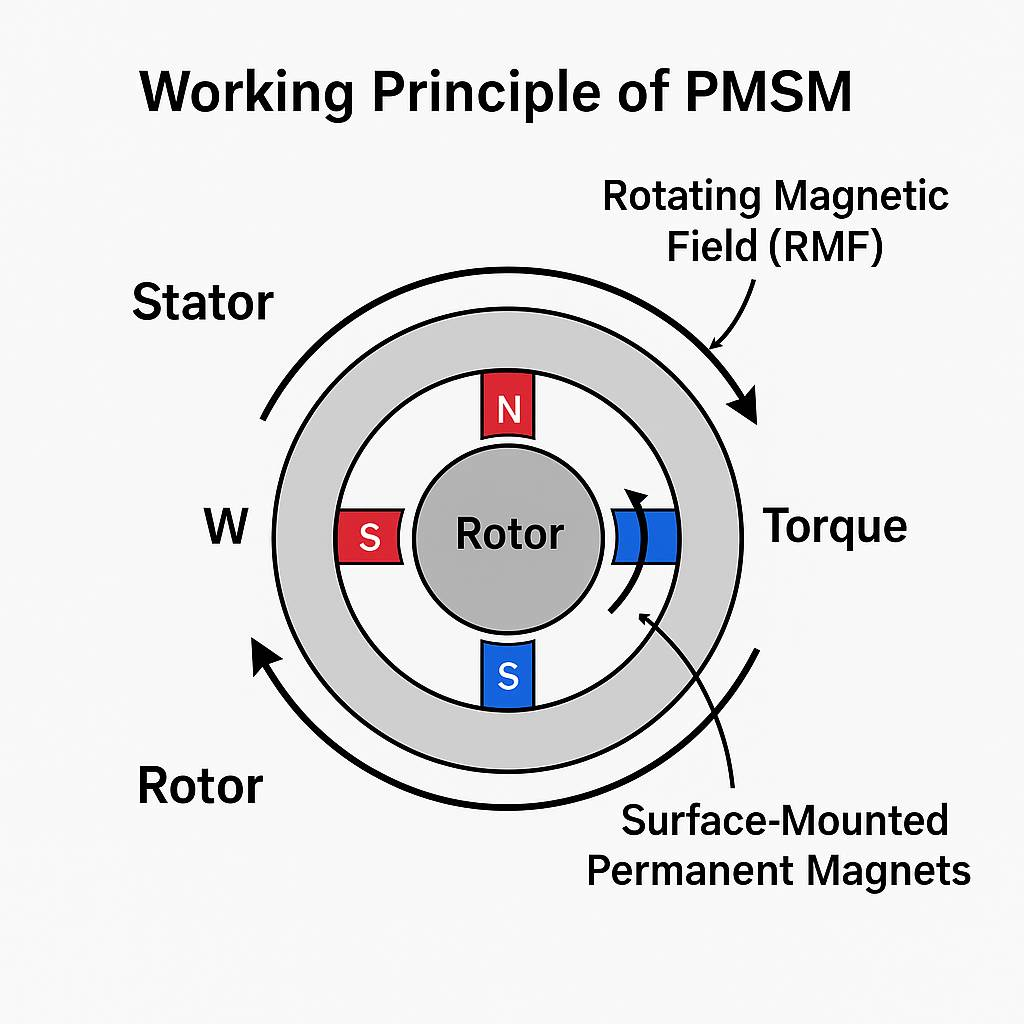 Working Principle of PMSM
Rotating Magnetic
Field (RMF)
Stator
N
W
S
Rotor
Torque
S
Rotor
Surface-Mounted
Permanent Magnets